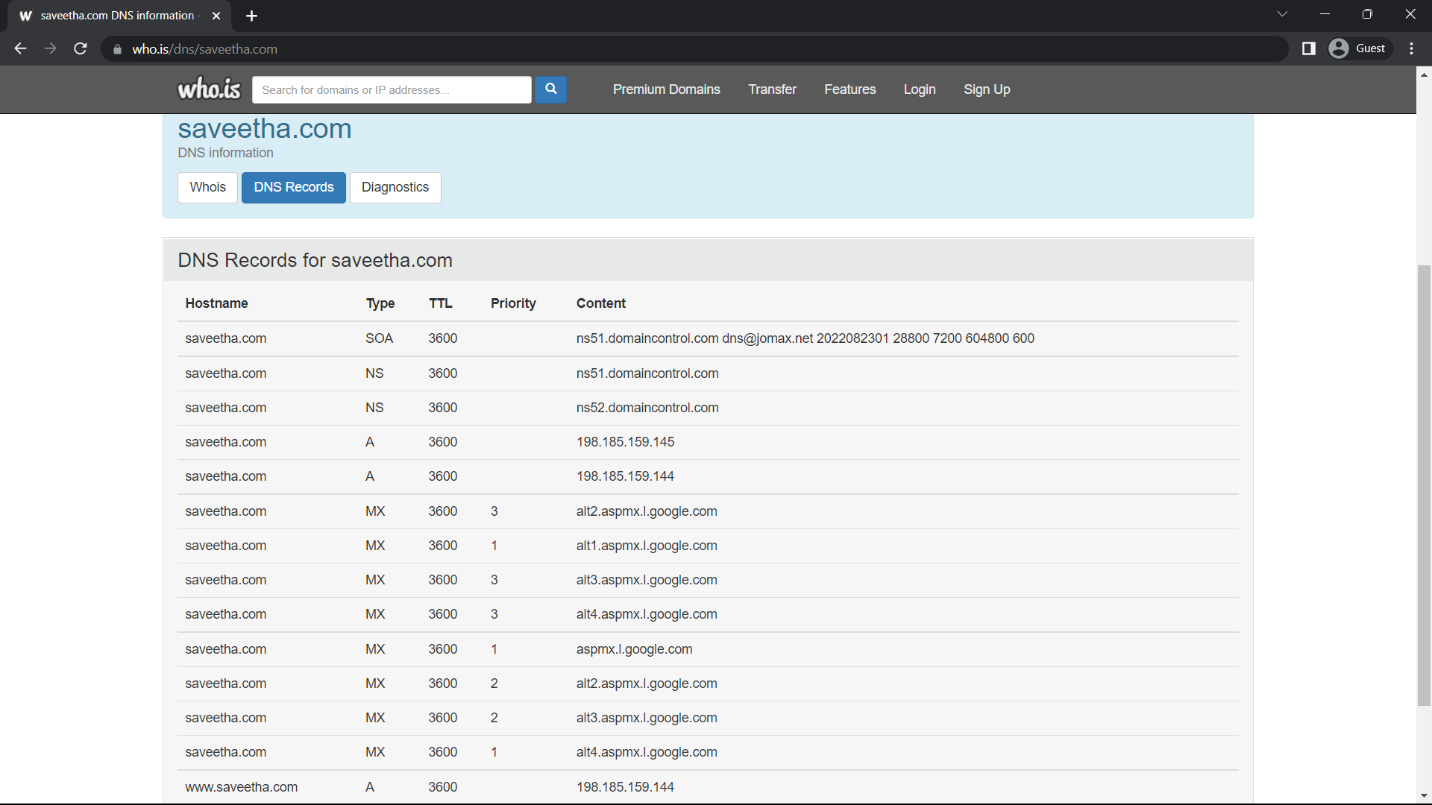 W saveetha.com DNS information -
who.is/dns/saveetha.com
Guest
who.is Search for domains or IP addresses... Premium Domains Transfer Features Login Sign Up
saveetha.com
DNS information
Whois DNS Records Diagnostics
DNS Records for saveetha.com
Hostname Type TTL Priority Content
saveetha.com SOA 3600 ns51.domaincontrol.com dns@jomax.net 2022082301 28800 7200 604800 600
saveetha.com NS 3600 ns51.domaincontrol.com
saveetha.com NS 3600 ns52.domaincontrol.com
saveetha.com A 3600 198.185.159.145
saveetha.com A 3600 198.185.159.144
saveetha.com MX 3600 3 alt2.aspmx.l.google.com
saveetha.com MX 3600 1 alt1.aspmx.l.google.com
saveetha.com MX 3600 3 alt3.aspmx.l.google.com
saveetha.com MX 3600 3 alt4.aspmx.l.google.com
saveetha.com MX 3600 1 aspmx.l.google.com
saveetha.com MX 3600 2 alt2.aspmx.l.google.com
saveetha.com MX 3600 2 alt3.aspmx.l.google.com
saveetha.com MX 3600 1 alt4.aspmx.l.google.com
www.saveetha.com A 3600 198.185.159.144